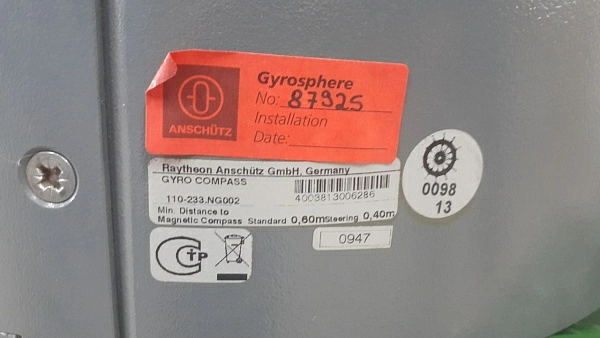 ANSCHÜTZ
Gyrosphere
No: 87925
Installation
Date:
Raytheon Anschütz GmbH, Germany
GYRO COMPASS
4003813006286
110-233.NG002
Min. Distance to
Magnetic Compass Standard 0,60m Steering 0,40m
0947
0098
13